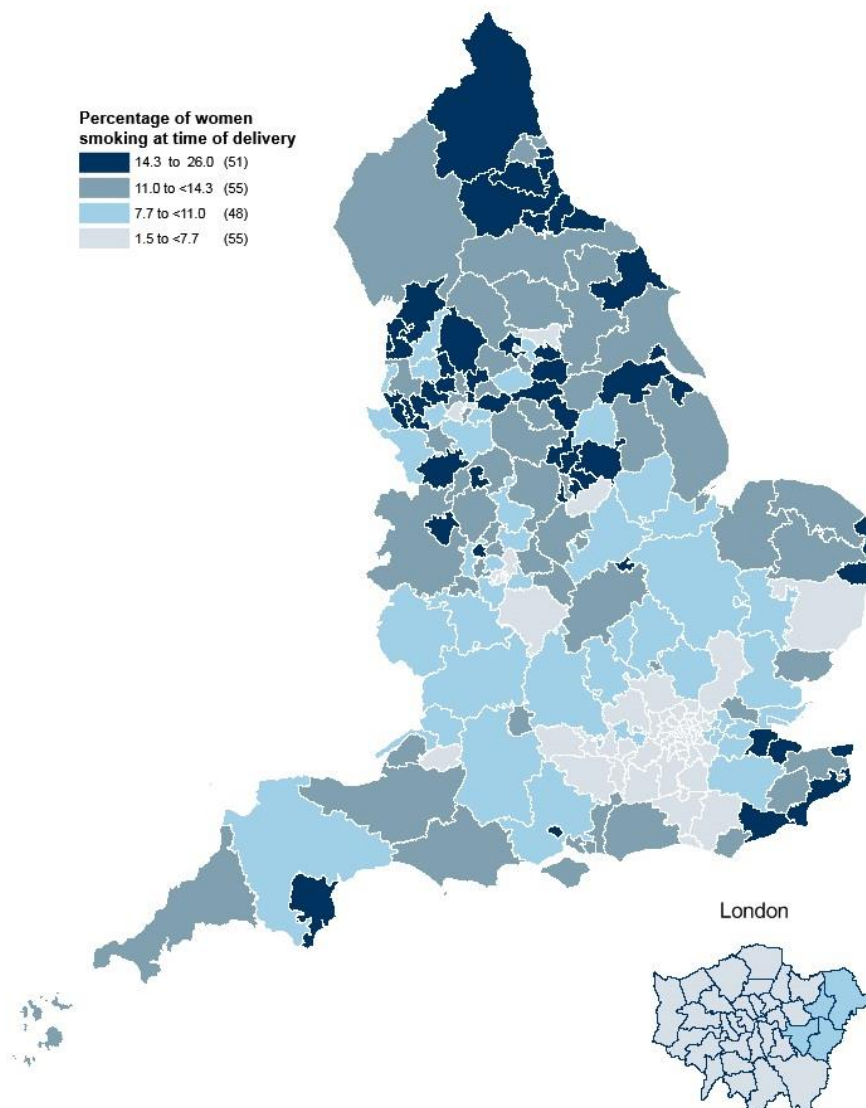 Percentage of women
smoking at time of delivery
14.3 to 26.0 (51)
11.0 to <14.3 (55)
7.7 to <11.0 (48)
1.5 to <7.7 (55)
London